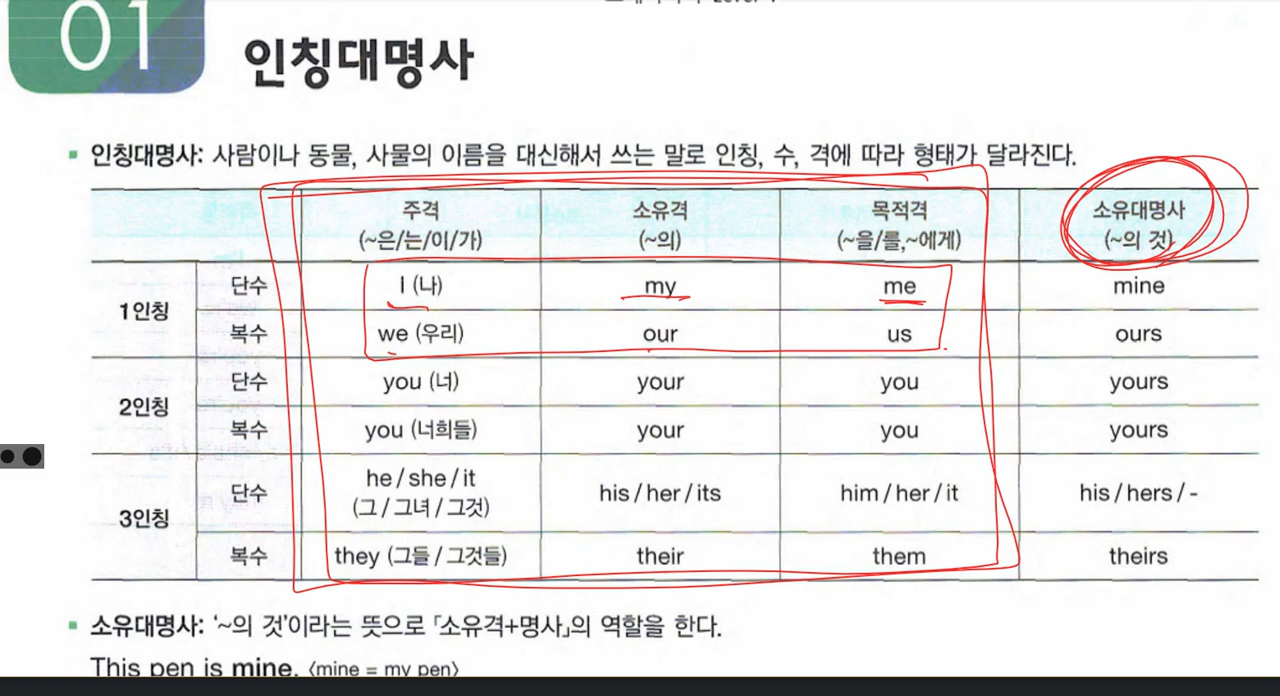 01
인칭대명사
인칭대명사: 사람이나 동물, 사물의 이름을 대신해서 쓰는 말로 인칭, 수, 격에 따라 형태가 달라진다.
주격 소유격 목적격 소유대명사
(~은/는/이/가) (~의) (~을/를,~에게) (~의 것)
1인칭 단수 I (나) my me mine
복수 we (우리) our us ours
2인칭 단수 you (너) your you yours
복수 you (너희들) your you yours
3인칭 단수 he / she / it his / her / its him / her / it his / hers / -
(그 / 그녀 / 그것)
복수 they (그들 / 그것들) their them theirs
소유대명사: ‘~의 것’이라는 뜻으로 「소유격+명사」의 역할을 한다.
This pen is mine. 〈mine = my pen〉